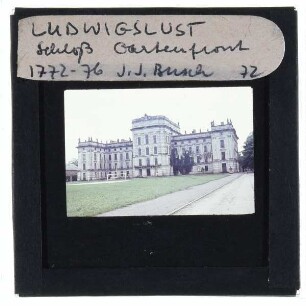 LUDWIGSLUST
Schloß Gartenfront
1772-76 J.J. Busch 72